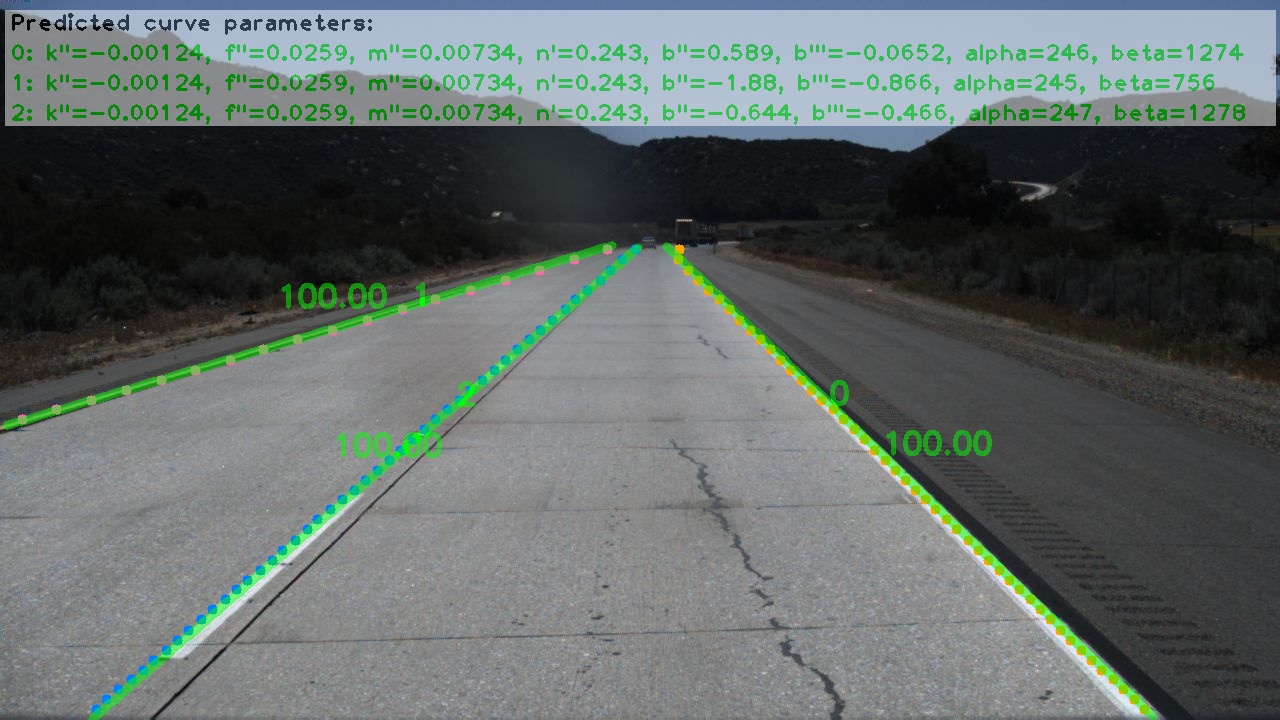 Predicted curve parameters:
0: k''=-0.00124, f''=0.0259, m''=0.00734, n'=0.243, b''=0.589, b'''=-0.0652, alpha=246, beta=1274
1: k''=-0.00124, f''=0.0259, m''=0.00734, n'=0.243, b''=-1.88, b'''=-0.866, alpha=245, beta=756
2: k''=-0.00124, f''=0.0259, m''=0.00734, n'=0.243, b''=-0.644, b'''=-0.466, alpha=247, beta=1278
100.00 1
2 0
100.00 100.00